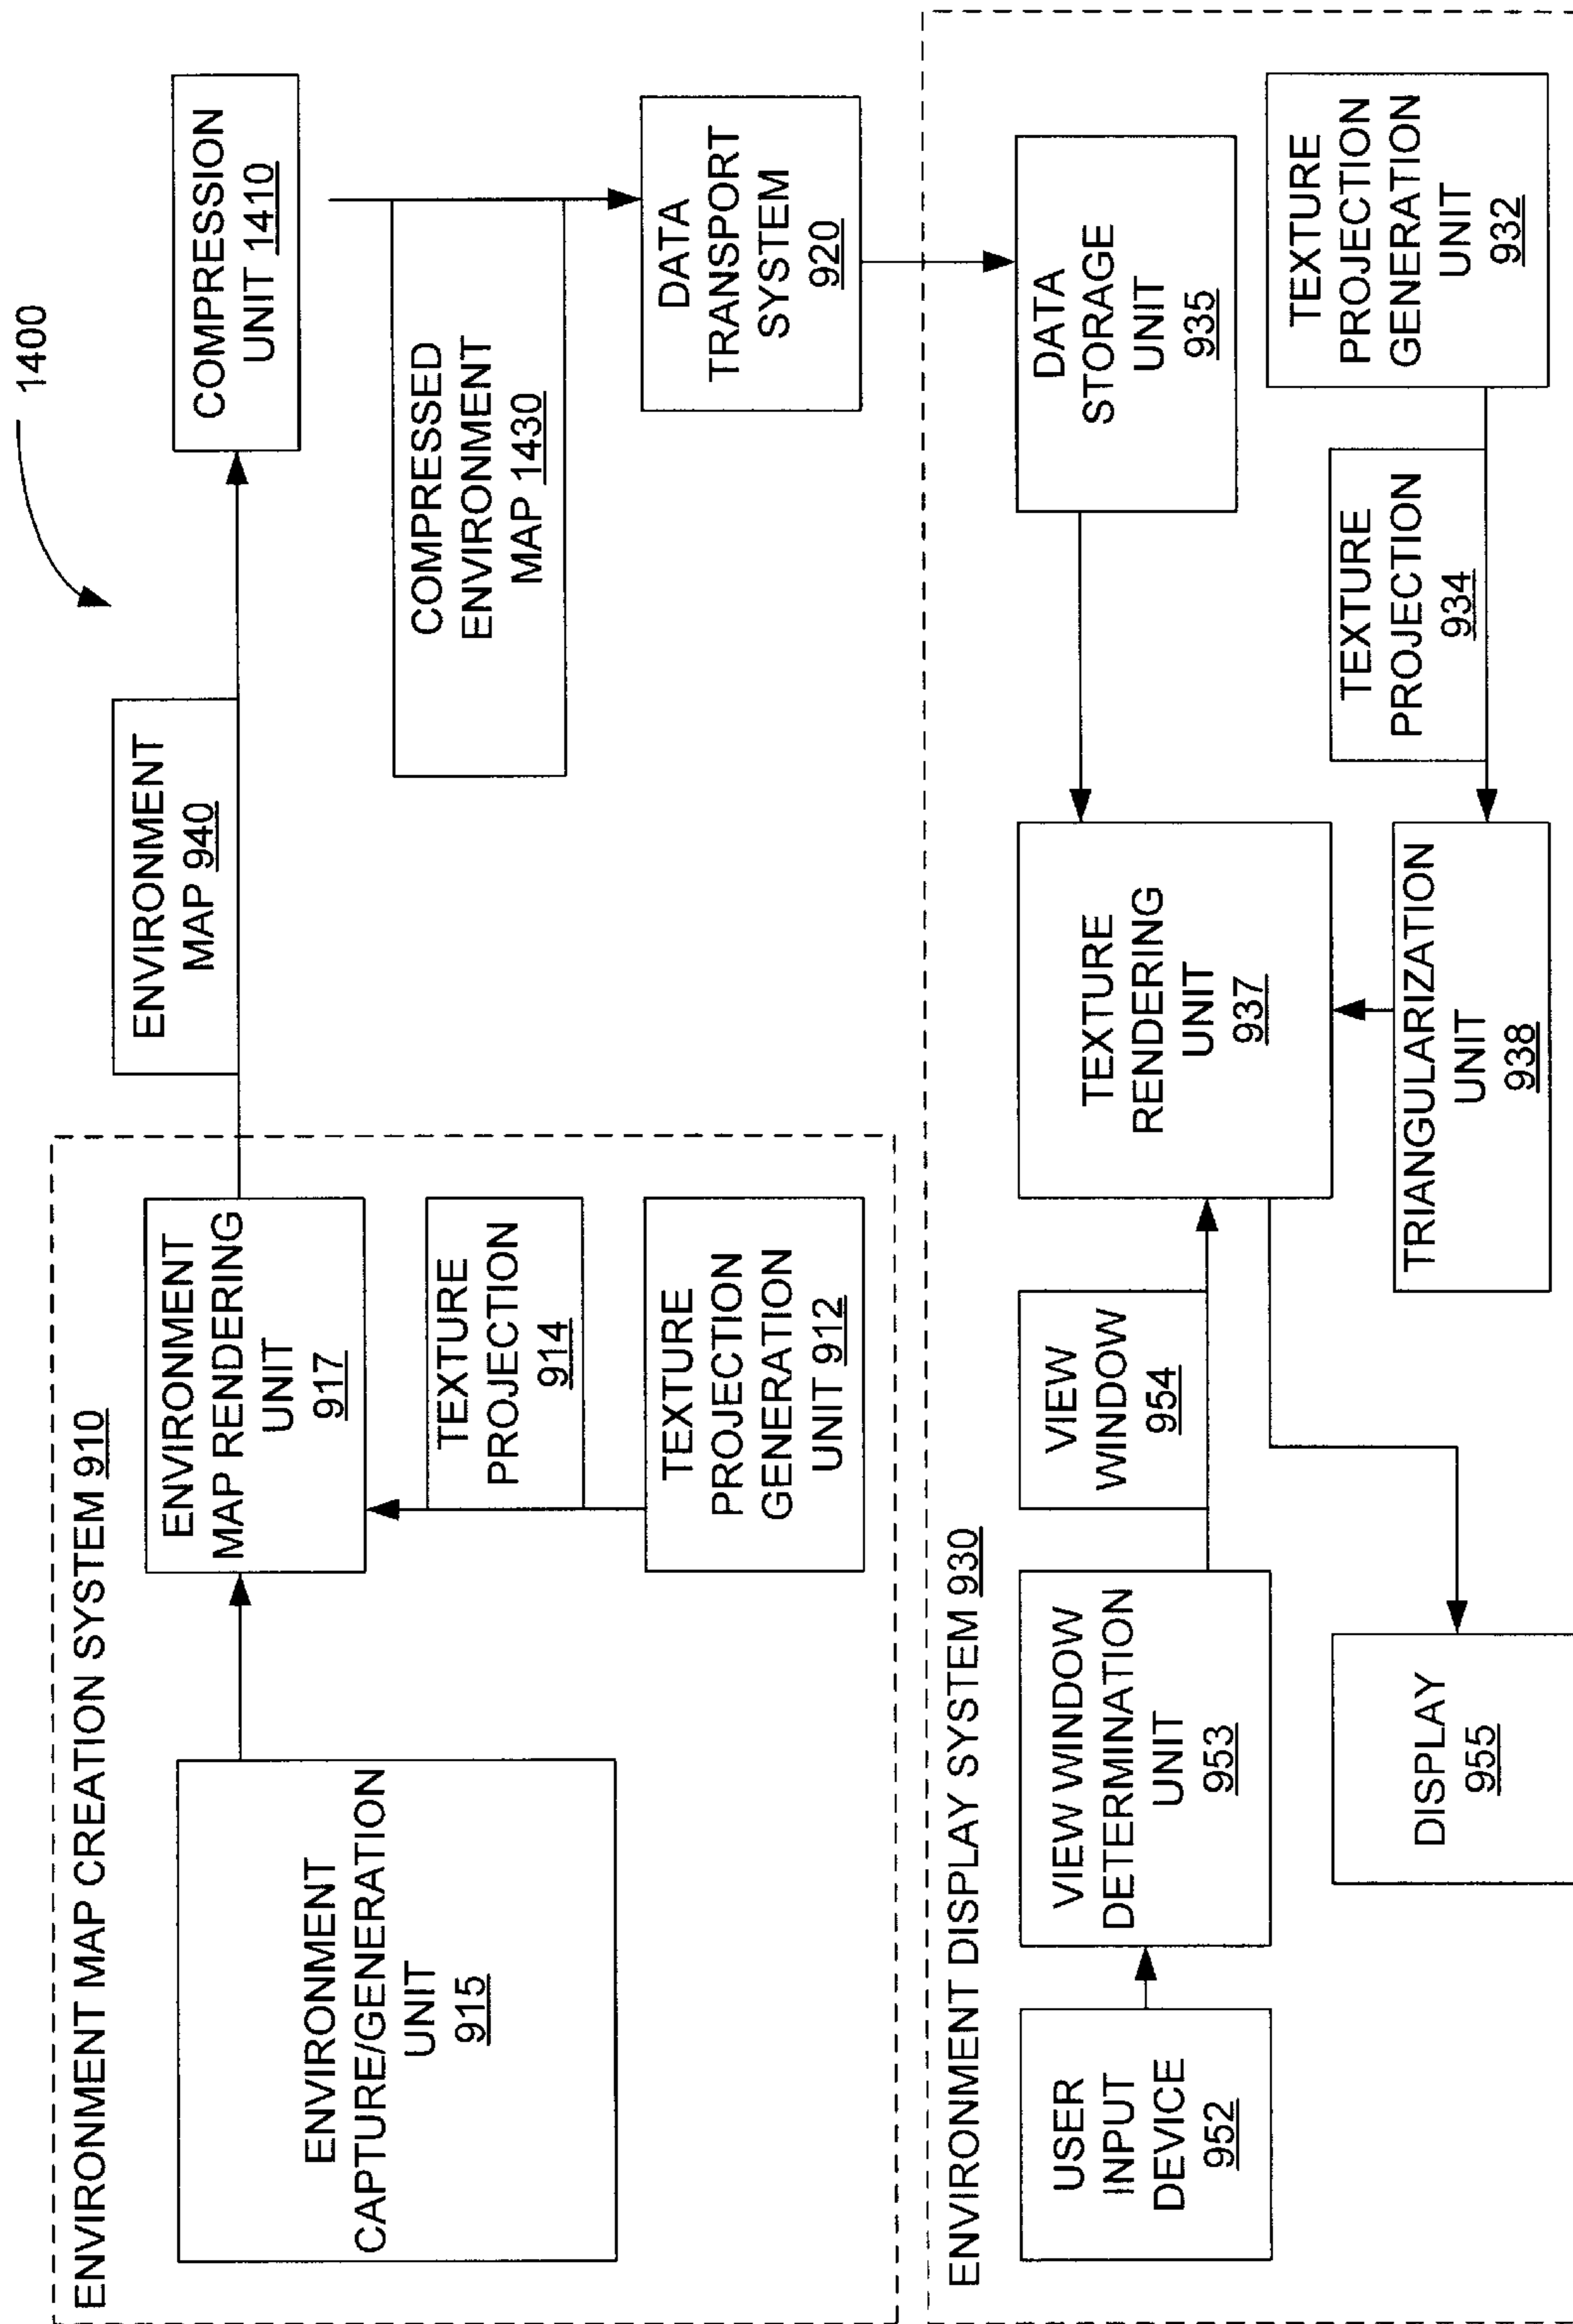 1400
ENVIRONMENT MAP CREATION SYSTEM 910
ENVIRONMENT
CAPTURE/GENERATION
UNIT
915
ENVIRONMENT
MAP RENDERING
UNIT
917
TEXTURE
PROJECTION
914
TEXTURE
PROJECTION
GENERATION
UNIT 912
ENVIRONMENT
MAP 940
COMPRESSION
UNIT 1410
COMPRESSED
ENVIRONMENT
MAP 1430
DATA
TRANSPORT
SYSTEM
920
ENVIRONMENT DISPLAY SYSTEM 930
USER
INPUT
DEVICE
952
VIEW WINDOW
DETERMINATION
UNIT
953
VIEW
WINDOW
954
DISPLAY
955
TEXTURE
RENDERING
UNIT
937
TRIANGULARIZATION
UNIT
938
DATA
STORAGE
UNIT
935
TEXTURE
PROJECTION
934
TEXTURE
PROJECTION
GENERATION
UNIT
932